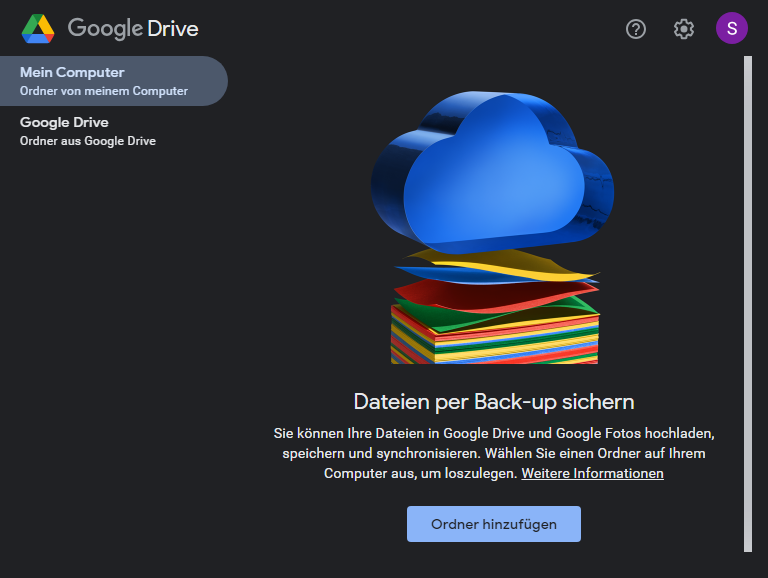 Google Drive
S
Mein Computer
Ordner von meinem Computer
Google Drive
Ordner aus Google Drive
Dateien per Back-up sichern
Sie können Ihre Dateien in Google Drive und Google Fotos hochladen,
speichern und synchronisieren. Wählen Sie einen Ordner auf Ihrem
Computer aus, um loszulegen. Weitere Informationen
Ordner hinzufügen